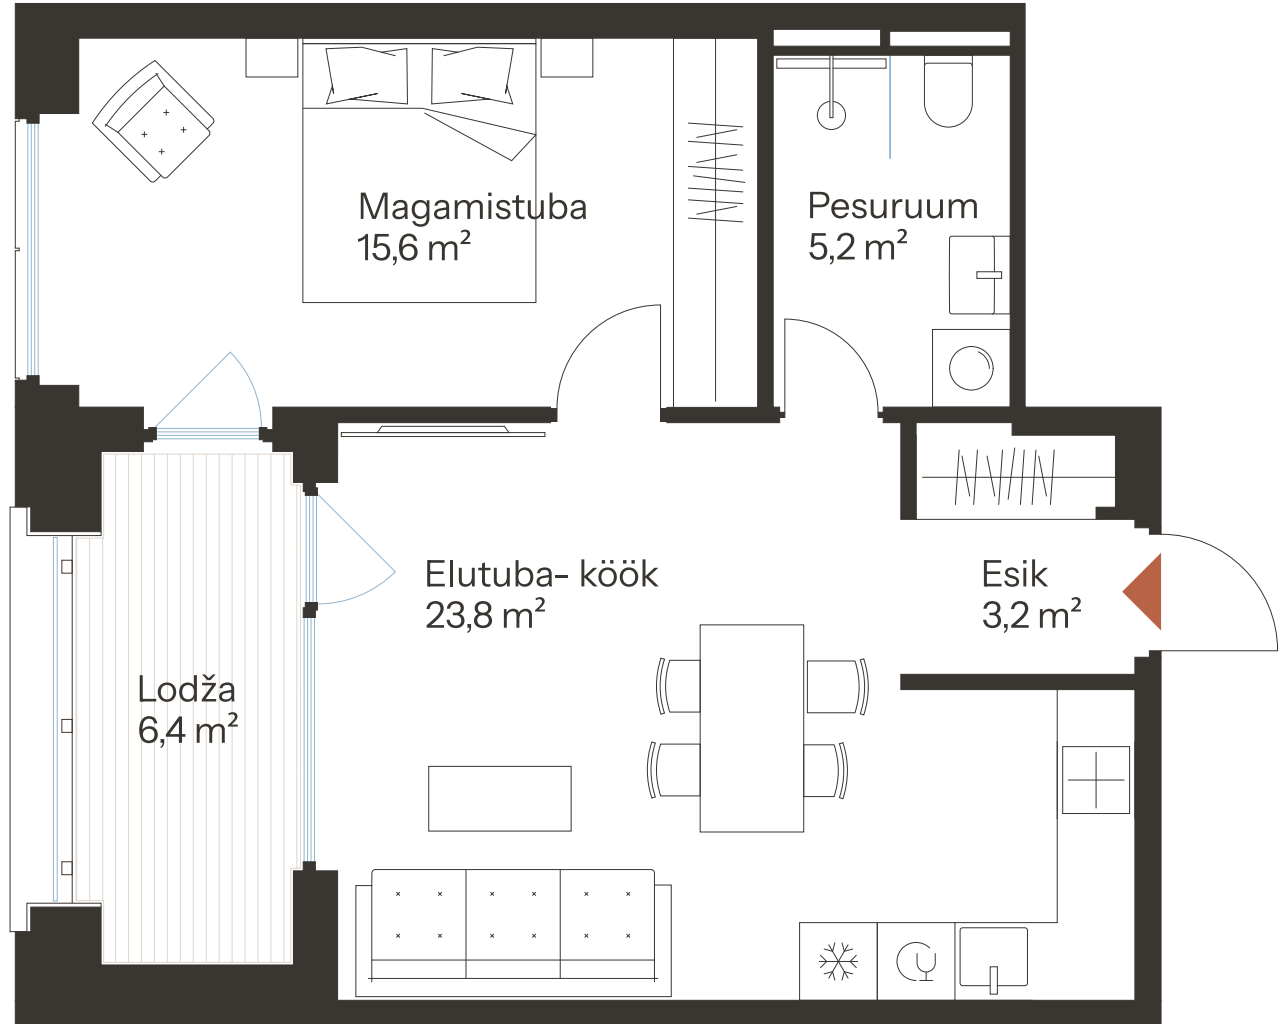 Magamistuba
15,6 m²
Pesuruum
5,2 m²
Elutuba- köök
23,8 m²
Esik
3,2 m²
Lodža
6,4 m²